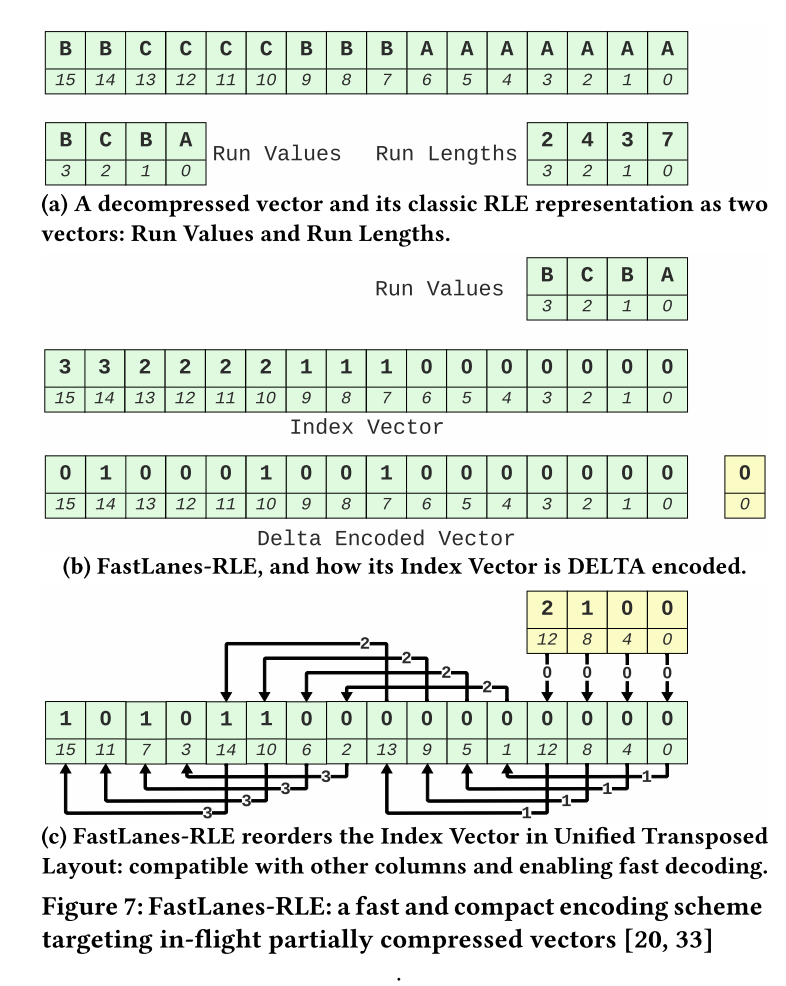 B B C C C C B B B A A A A A A A
15 14 13 12 11 10 9 8 7 6 5 4 3 2 1 0
B C B A Run Values Run Lengths 2 4 3 7
3 2 1 0 3 2 1 0
(a) A decompressed vector and its classic RLE representation as two
vectors: Run Values and Run Lengths.
Run Values B C B A
3 2 1 0
3 3 2 2 2 2 1 1 1 0 0 0 0 0 0 0
15 14 13 12 11 10 9 8 7 6 5 4 3 2 1 0
Index Vector
0 1 0 0 0 1 0 0 1 0 0 0 0 0 0 0 0
15 14 13 12 11 10 9 8 7 6 5 4 3 2 1 0 0
Delta Encoded Vector
(b) FastLanes-RLE, and how its Index Vector is DELTA encoded.
2 1 0 0
12 8 4 0
2
2
2
2
0 0 0 0
1 0 1 0 1 1 0 0 0 0 0 0 0 0 0 0
15 11 7 3 14 10 6 2 13 9 5 1 12 8 4 0
3 1
3 1
3 1
3 1
(c) FastLanes-RLE reorders the Index Vector in Unified Transposed
Layout: compatible with other columns and enabling fast decoding.
Figure 7: FastLanes-RLE: a fast and compact encoding scheme
targeting in-flight partially compressed vectors [20, 33]
.